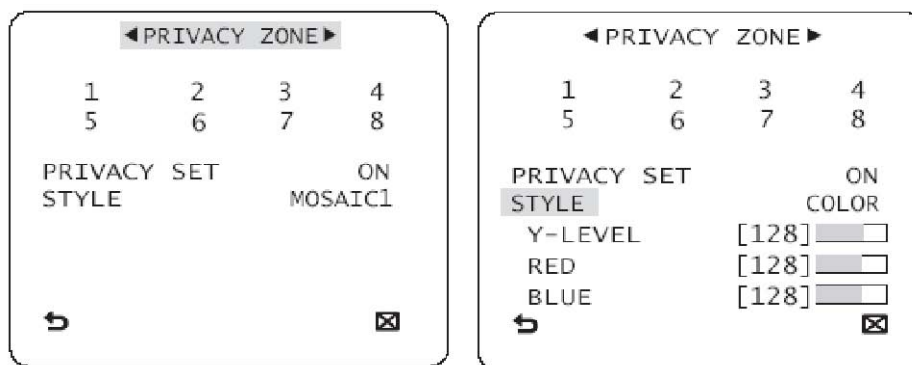 ◄PRIVACY ZONE►
1 2 3 4
5 6 7 8
PRIVACY SET ON
STYLE MOSAIC1
◄PRIVACY ZONE►
1 2 3 4
5 6 7 8
PRIVACY SET ON
STYLE COLOR
Y-LEVEL [128]
RED [128]
BLUE [128]